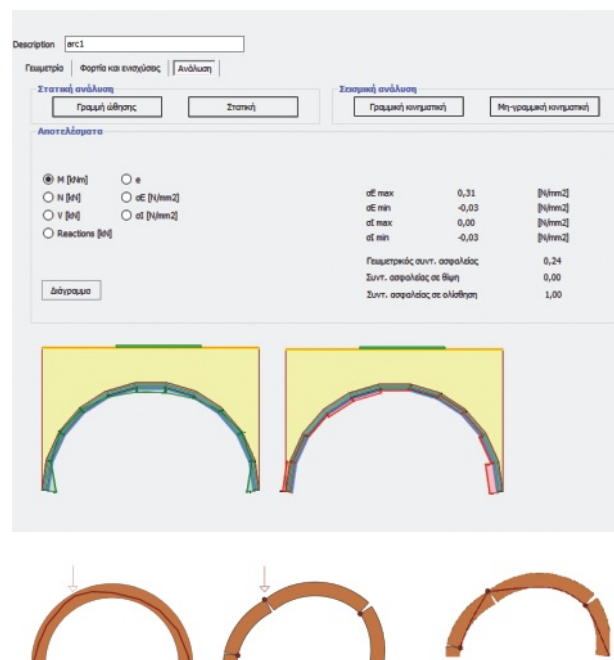 Description arc1
Γεωμετρία Φορτία και ενισχύσεις Ανάλυση
Στατική ανάλυση Σεισμική ανάλυση
Γραμμή ώθησης Στατική Γραμμική κινηματική Μη-γραμμική κινηματική
Αποτελέσματα
M [kNm] e
N [kN] σE [N/mm2] σE max 0,31 [N/mm2]
V [kN] σI [N/mm2] σE min -0,03 [N/mm2]
Reactions [kN] σI max 0,00 [N/mm2]
σI min -0,03 [N/mm2]
Γεωμετρικός συντ. ασφαλείας 0,24
Συντ. ασφαλείας σε θλίψη 0,00
Διάγραμμα Συντ. ασφαλείας σε ολίσθηση 1,00